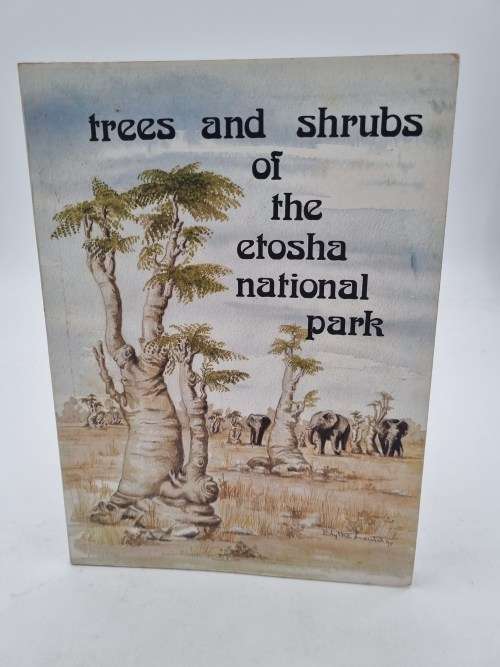 trees and shrubs
of
the
etosha
national
park